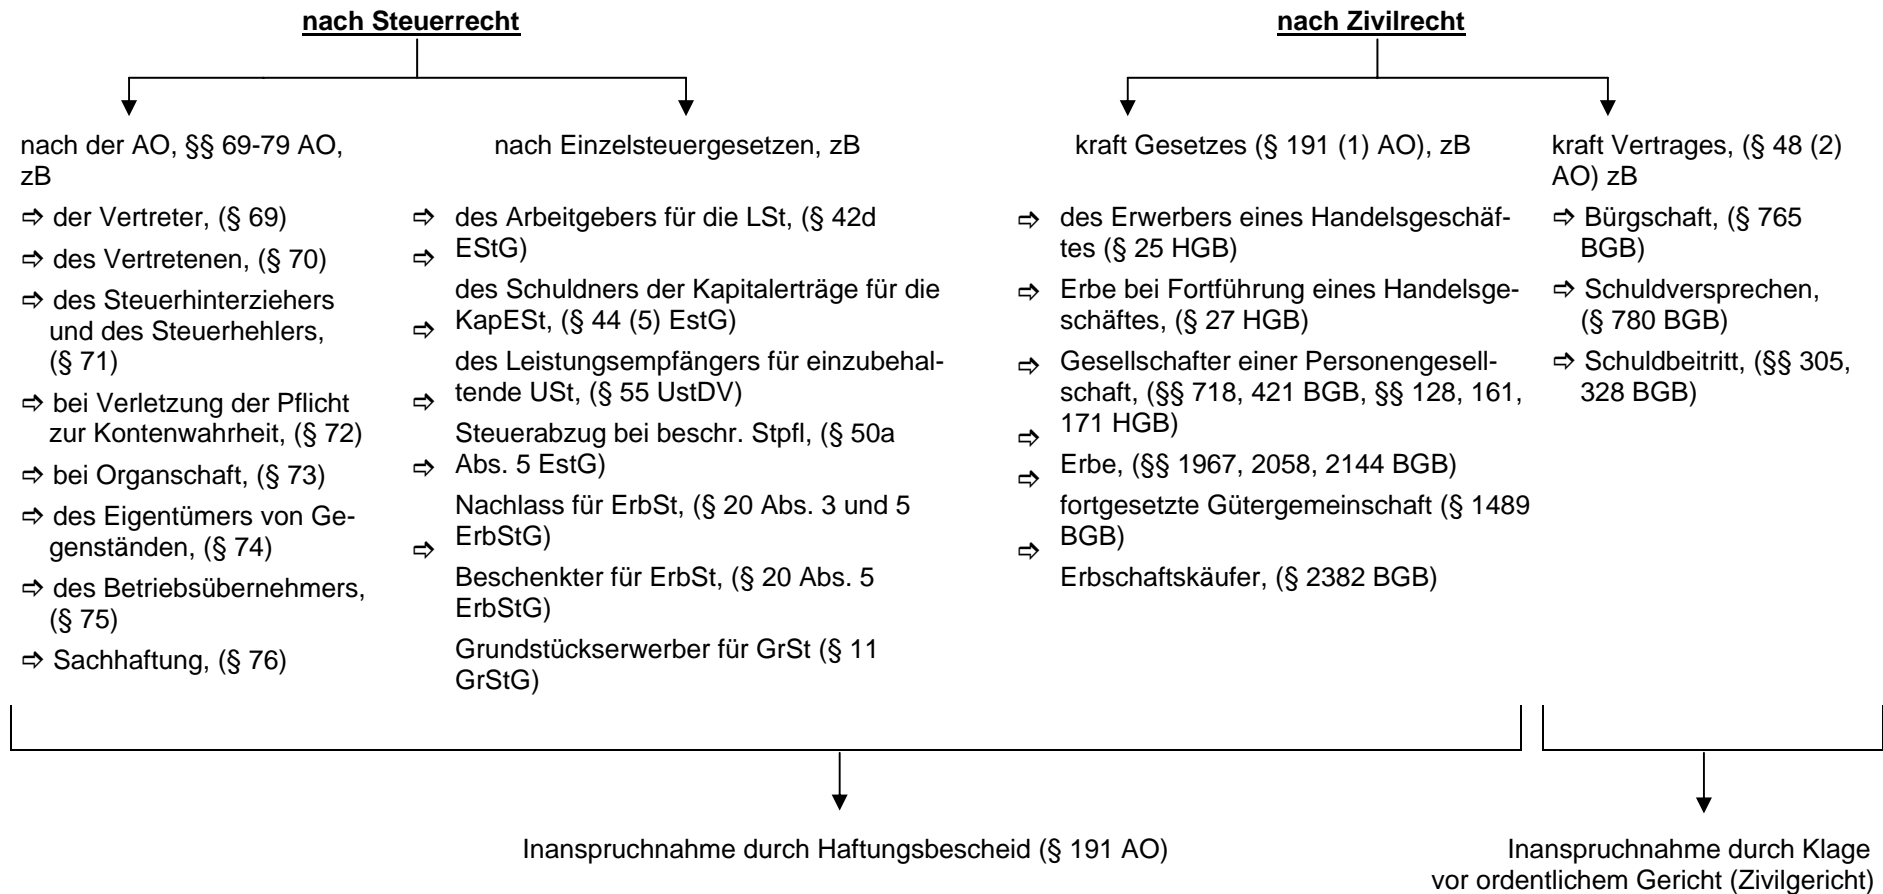 nach Steuerrecht
nach der AO, §§ 69-79 AO,
zB
⇨ der Vertreter, (§ 69)
⇨ des Vertretenen, (§ 70)
⇨ des Steuerhinterziehers
und des Steuerhehlers,
(§ 71)
⇨ bei Verletzung der Pflicht
zur Kontenwahrheit, (§ 72)
⇨ bei Organschaft, (§ 73)
⇨ des Eigentümers von Ge-
genständen, (§ 74)
⇨ des Betriebsübernehmers,
(§ 75)
⇨ Sachhaftung, (§ 76)
nach Einzelsteuergesetzen, zB
⇨ des Arbeitgebers für die LSt, (§ 42d
⇨ EStG)
des Schuldners der Kapitalerträge für die
⇨ KapESt, (§ 44 (5) EstG)
des Leistungsempfängers für einzubehal-
⇨ tende USt, (§ 55 UstDV)
Steuerabzug bei beschr. Stpfl, (§ 50a
⇨ Abs. 5 EstG)
Nachlass für ErbSt, (§ 20 Abs. 3 und 5
⇨ ErbStG)
Beschenkter für ErbSt, (§ 20 Abs. 5
ErbStG)
Grundstückserwerber für GrSt (§ 11
GrStG)
nach Zivilrecht
kraft Gesetzes (§ 191 (1) AO), zB
⇨ des Erwerbers eines Handelsgeschäf-
tes (§ 25 HGB)
⇨ Erbe bei Fortführung eines Handelsge-
schäftes, (§ 27 HGB)
⇨ Gesellschafter einer Personengesell-
schaft, (§§ 718, 421 BGB, §§ 128, 161,
⇨ 171 HGB)
Erbe, (§§ 1967, 2058, 2144 BGB)
⇨ fortgesetzte Gütergemeinschaft (§ 1489
⇨ BGB)
Erbschaftskäufer, (§ 2382 BGB)
kraft Vertrages, (§ 48 (2)
AO) zB
⇨ Bürgschaft, (§ 765
BGB)
⇨ Schuldversprechen,
(§ 780 BGB)
⇨ Schuldbeitritt, (§§ 305,
328 BGB)
Inanspruchnahme durch Haftungsbescheid (§ 191 AO)
Inanspruchnahme durch Klage
vor ordentlichem Gericht (Zivilgericht)